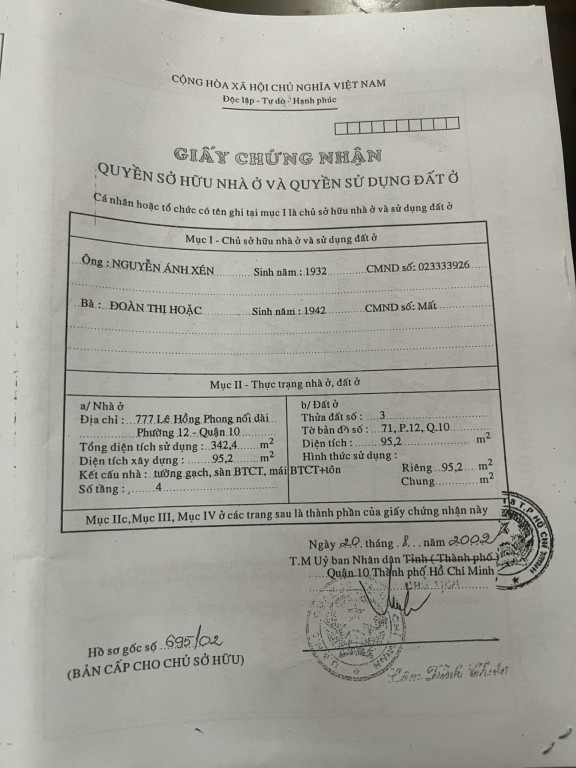 CỘNG HÒA XÃ HỘI CHỦ NGHĨA VIỆT NAM
Độc lập - Tự do - Hạnh phúc
GIẤY CHỨNG NHẬN
QUYỀN SỞ HỮU NHÀ Ở VÀ QUYỀN SỬ DỤNG ĐẤT Ở
Cá nhân hoặc tổ chức có tên ghi tại mục I là chủ sở hữu nhà ở và sử dụng đất ở
Mục I - Chủ sở hữu nhà ở và sử dụng đất ở
Ông : NGUYỄN ÁNH XÉN Sinh năm : 1932 CMND số: 023333926
Bà : ĐOÀN THỊ HOẶC Sinh năm : 1942 CMND số: Mất
Mục II - Thực trạng nhà ở, đất ở
a/ Nhà ở
Địa chỉ : 777 Lê Hồng Phong nối dài
Phường 12 - Quận 10
Tổng diện tích sử dụng : 342,4 m2
Diện tích xây dựng : 95,2 m2
Kết cấu nhà : tường gạch, sàn BTCT, mái BTCT+tôn
Số tầng : 4
b/ Đất ở
Thửa đất số : 3
Tờ bản đồ số : 71, P.12, Q.10
Diện tích : 95,2 m2
Hình thức sử dụng :
Riêng 95,2 m2
Chung m2
Mục IIc, Mục III, Mục IV ở các trang sau là thành phần của giấy chứng nhận này
Ngày 20 tháng 8 năm 2002
T.M Uỷ ban Nhân dân Tỉnh ( Thành phố )
Quận 10 Thành phố Hồ Chí Minh
Hồ sơ gốc số 695/02
(BẢN CẤP CHO CHỦ SỞ HỮU)